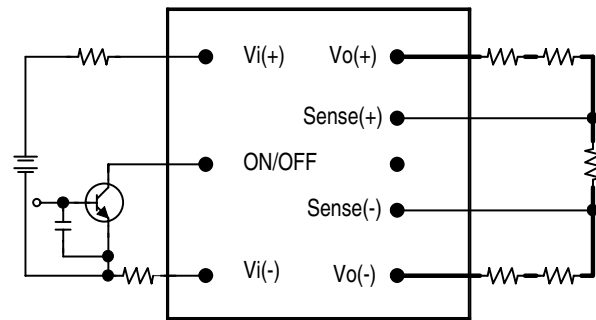 Vi(+) Vo(+)
Sense(+)
ON/OFF
Sense(-)
Vi(-) Vo(-)